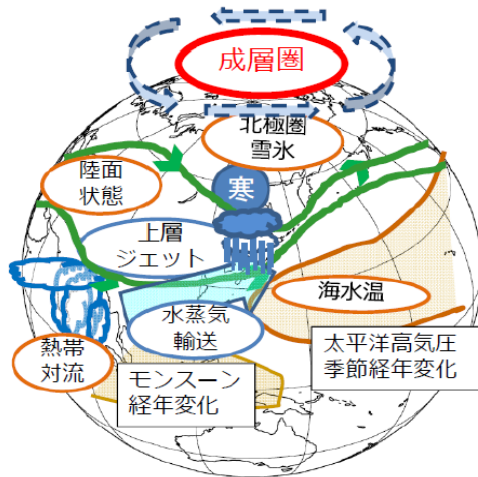 成層圏
北極圏
雪氷
陸面
状態
寒
上層
ジェット
海水温
水蒸気
輸送
熱帯
対流
モンスーン
経年変化
太平洋高気圧
季節経年変化